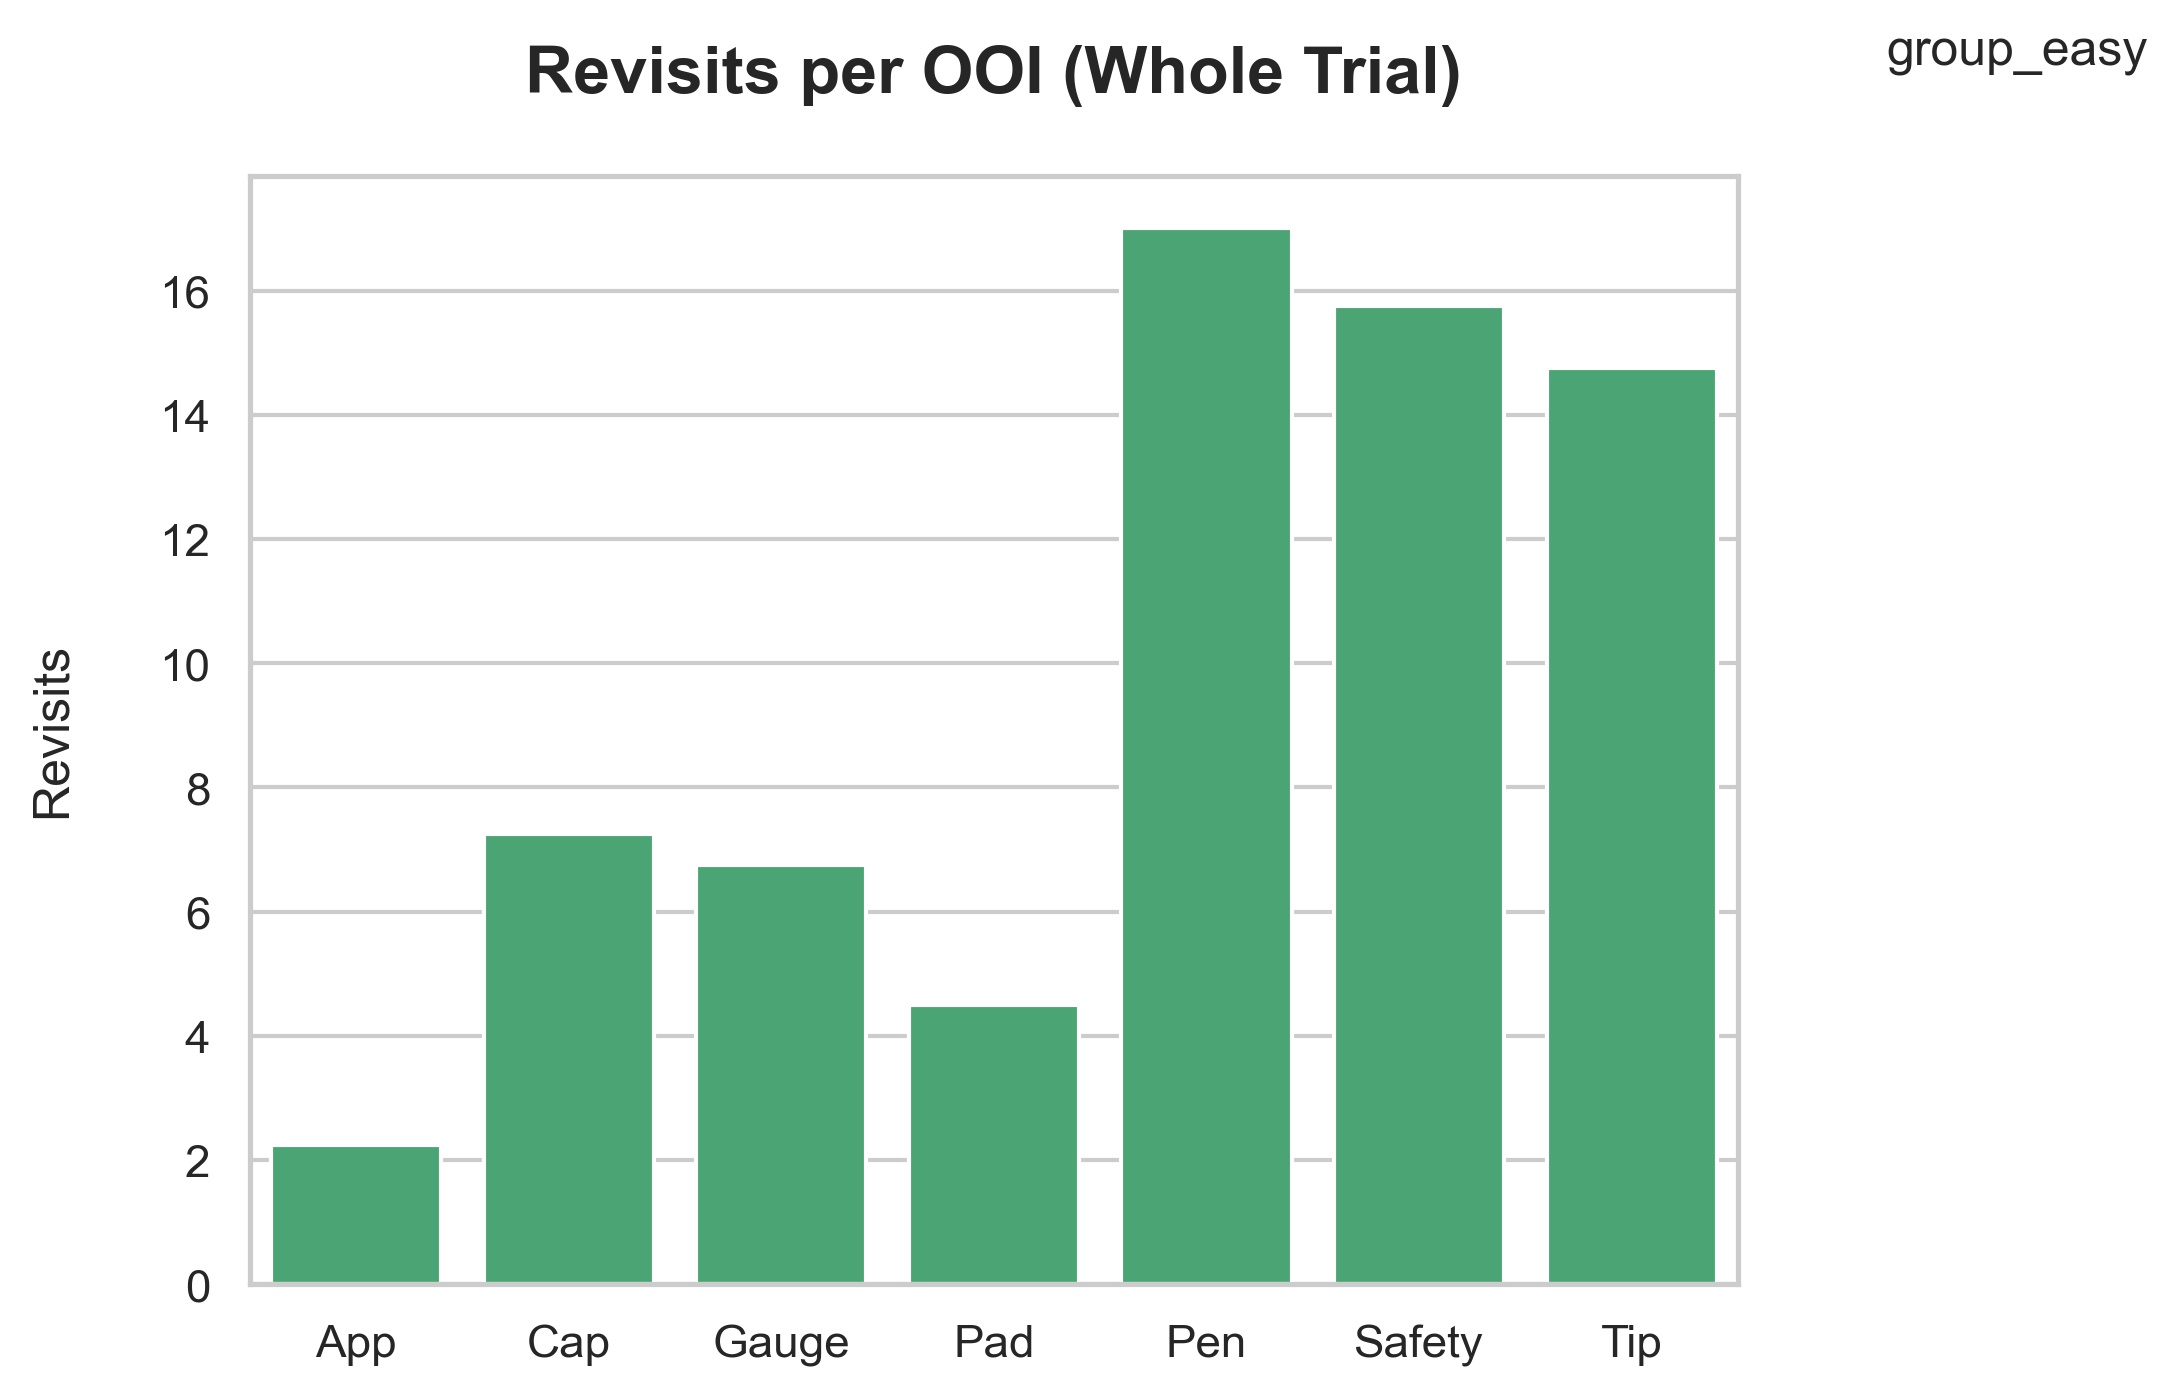 group_easy
Revisits per OOI (Whole Trial)
Revisits
16
14
12
10
8
6
4
2
0
App Cap Gauge Pad Pen Safety Tip